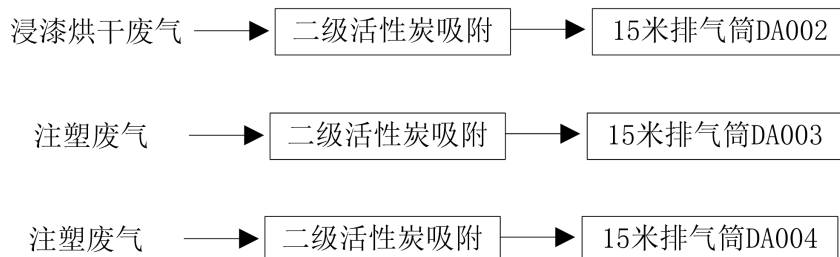 浸漆烘干废气 二级活性炭吸附 15米排气筒DA002
注塑废气 二级活性炭吸附 15米排气筒DA003
注塑废气 二级活性炭吸附 15米排气筒DA004